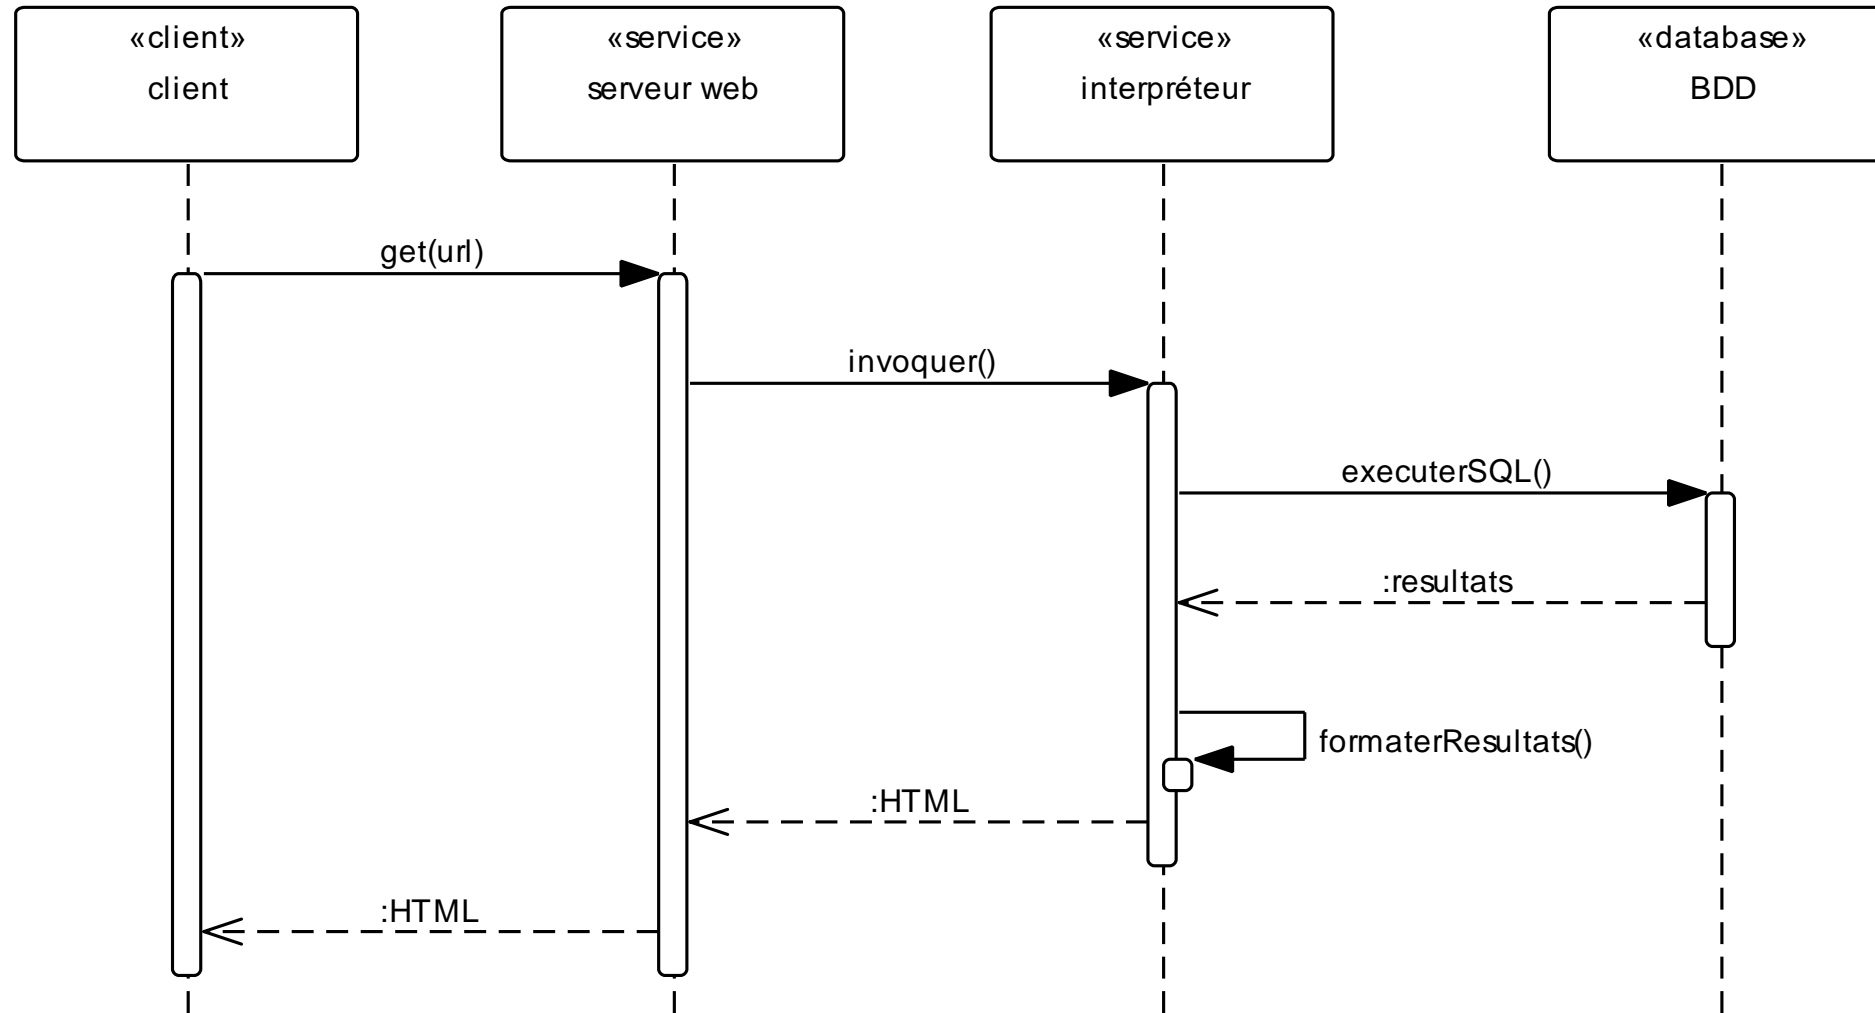 «client»
client
«service»
serveur web
«service»
interpréteur
«database»
BDD
get(url)
invoquer()
executerSQL()
:resultats
formaterResultats()
:HTML
:HTML